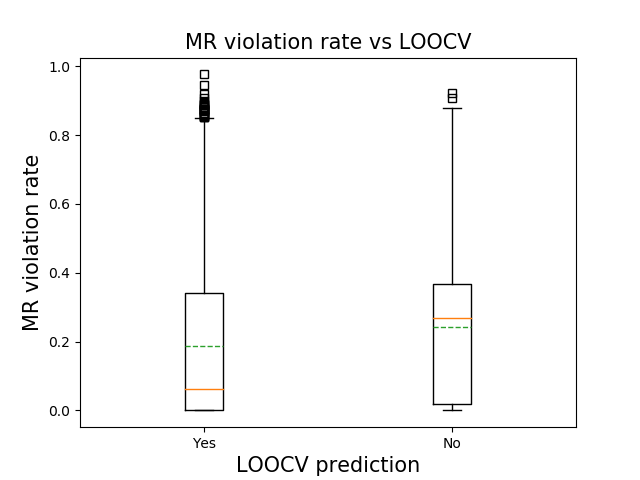 MR violation rate vs LOOCV
MR violation rate
1.0
0.8
0.6
0.4
0.2
0.0
Yes
No
LOOCV prediction